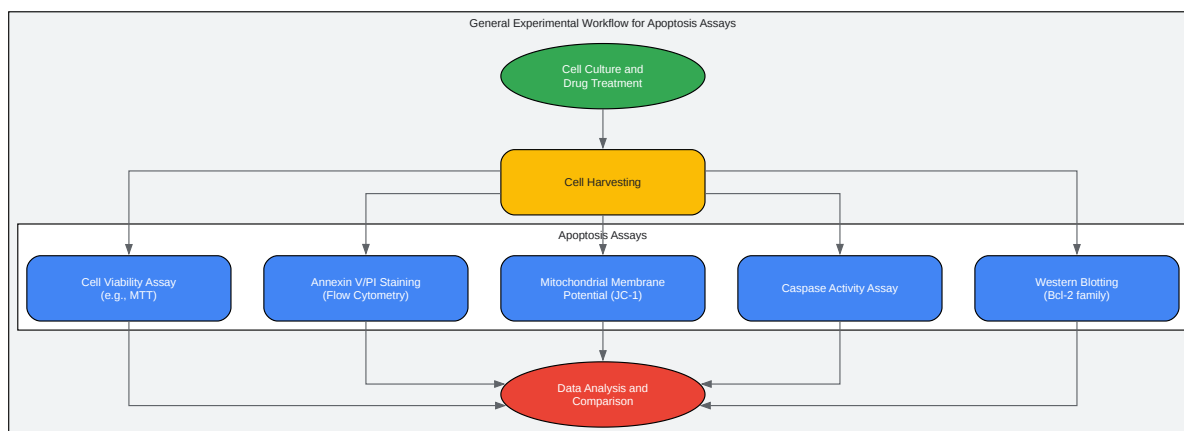 General Experimental Workflow for Apoptosis Assays
Cell Culture and
Drug Treatment
Cell Harvesting
Apoptosis Assays
Cell Viability Assay
(e.g., MTT)
Annexin V/PI Staining
(Flow Cytometry)
Mitochondrial Membrane
Potential (JC-1)
Caspase Activity Assay
Western Blotting
(Bcl-2 family)
Data Analysis and
Comparison